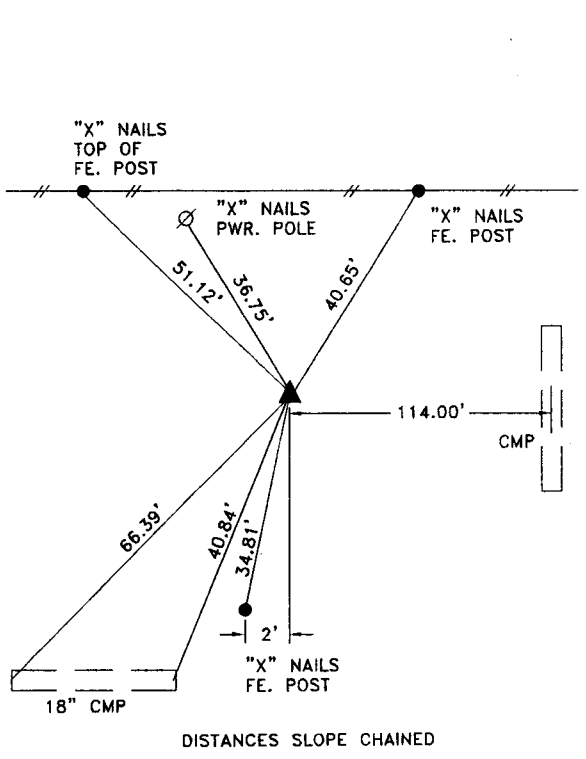 "X" NAILS
TOP OF
FE. POST
"X" NAILS
PWR. POLE
"X" NAILS
FE. POST
51.12'
36.75'
40.65'
114.00'
CMP
66.39'
40.84'
34.81'
2'
"X" NAILS
FE. POST
18" CMP
DISTANCES SLOPE CHAINED